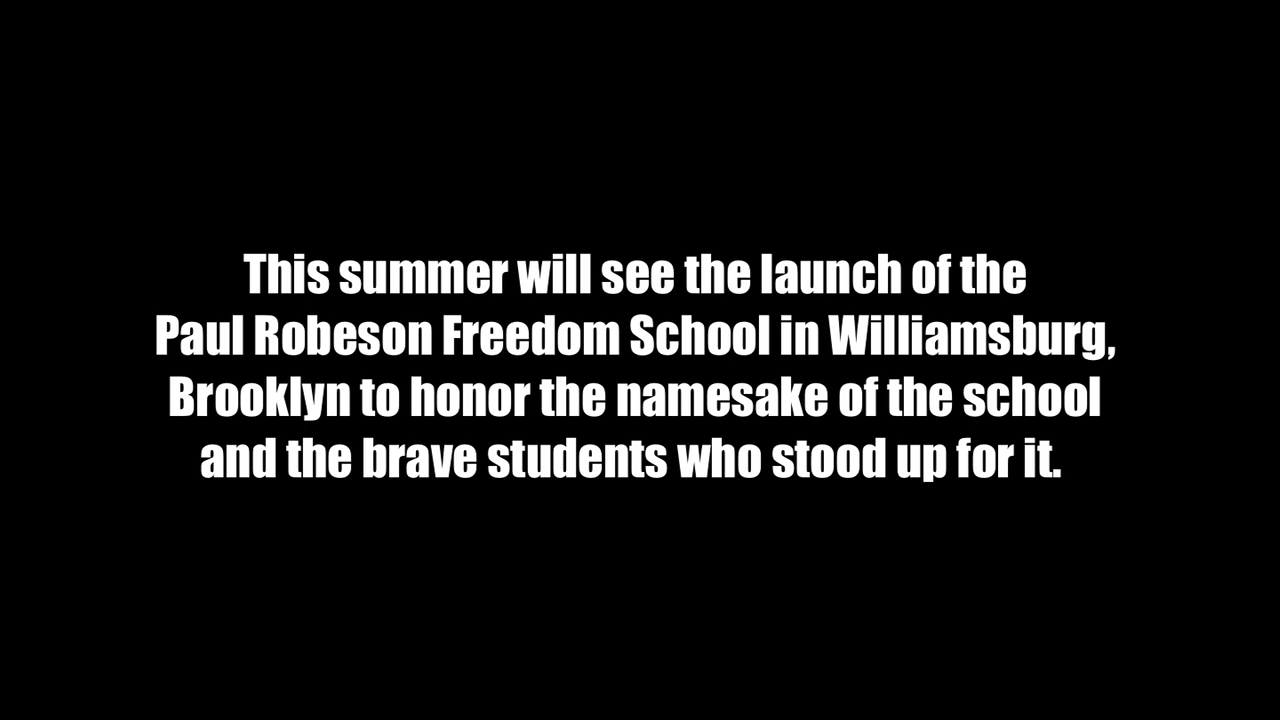 This summer will see the launch of the
Paul Robeson Freedom School in Williamsburg,
Brooklyn to honor the namesake of the school
and the brave students who stood up for it.